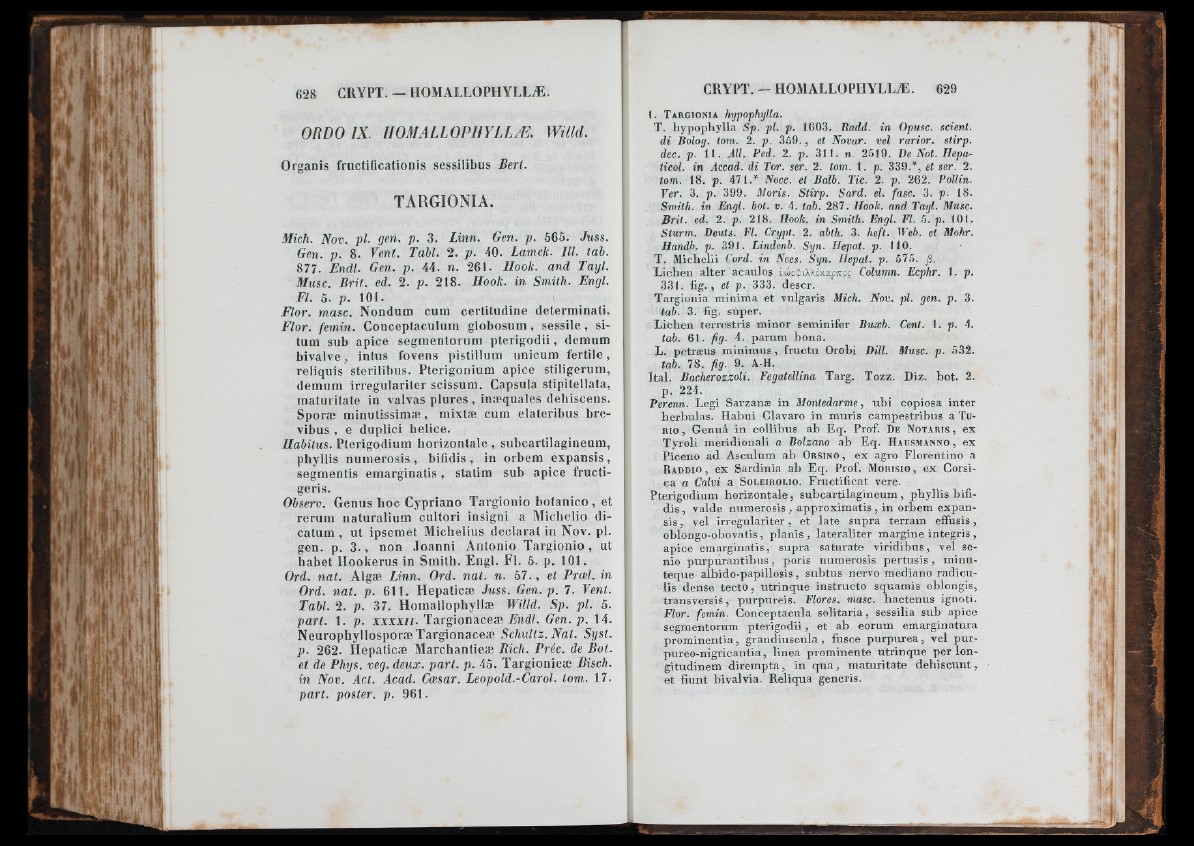 628 CRYPT. — HOMALLOPHYLLÆ.
ORDO IX. HOMALLOPHYLLÆ. Willd.
Organis fructificationis sessilibus Bert.
TARGIONIA.
Mich. Nov. pl. gen. p. 3. Linn. Gen. p. 565. Juss.
Gen. p. 8. Vent. Tabl. 2. p. 40. Lamck. Ill. tab.
877. Endl. Gen. p. 44. n. 261. Hook. and Tayl.
Musc. Brit. ed. 2. p. 218. Hook. in Smith. Engl.
Fl. 5. p. 101.
Flor. masc. Nondum cum certitudine determinati.
Flor. femin. Conceptaculum globosum, sessile, si-
tum sub apice segmentorum pterigodii, demum
bivalve, intus fovens pistillum unicum fertile,
reliquis sterilibus. Pterigonium apice stiligerum,
demum irregulariter scissum. Capsula stipitellata,
maturitate in valvas plures, inæquales dehiscens.
Sporæ minutissimæ, mixtæ cum elateribus bre-
vibus, e duplici helice.
Habitus. Pterigodium horizontale, subcartilagineum,
phyllis numerosis, bifidis, in orbem expansis,
segmentis emarginatis, statim sub apice fructi-
geris.
Observ. Genus hoc Cypriano Targionio botanico, et
rerum naturalium cultori insigni a Michelio di-
catum, ut ipsemet Michelius declarat in Nov. pl.
gen. p. 3., non Joanni Antonio Targionio, ut
habet Hookerus in Smith. Engl. Fl. 5. p. 101.
Ord. nat. Algæ Linn. Ord. nat. n. 57., et Præl. in
Ord. nat. p. 611. Hepaticæ Juss. Gen. p. 7. Vent.
Tabl. 2. p. 37. Homallophyllæ Willd. Sp. pl. 5.
part. 1. p. XXXXII. Targionaceæ Endl. Gen. p. 14.
Neurophyllosporæ Targionaceæ Schultz. Nat. Syst.
p. 262. Hepaticæ Marchantieæ Rich. Préc. de Bot.
et de Phys. veg. deux. part. p. 45. Targionieæ Bisch.
in Nov. Act. Acad. Cæsar. Leopold.-Carol. tom. 17.
part. poster. p. 961.
CRYPT. — HOMALLOPHYLLÆ. 629
1. TARGIONIA hypophylla.
T. hypophylla Sp. pl. p. 1603. Radd. in Opusc. scient.
di Bolog. tom. 2. p. 359., et Novar. vel rarior. stirp.
dec. p. 11. All. Ped. 2. p. 311. n. 2519. De Not. Hepa-
ticol. in Accad. di Tor. ser. 2. tom. 1. p. 339.*, et ser. 2.
tom. 18. p. 471.* Nocc. et Balb. Tic. 2. p. 262. Pollin.
Ver. 3. p. 399. Moris. Stirp. Sard. el. fasc. 3. p. 18.
Smith. in Engl. bot. v. 4. tab. 287. Hook. and Tayl. Musc.
Brit. ed. 2. p. 218. Hook. in Smith. Engl. Fl. 5. p. 101.
Sturm. Deuts. Fl. Crypt. 2. abth. 3. heft. Web. et Mohr.
Handb. p. 391. Lindenb. Syn. Hepat. p. 110.
T. Michelii Cord. in Nees. Syn. Hepat. p. 575. β.
Lichen alter acaulos Column. Ecphr. 1. p.
331. fig., et p. 333. descr.
Targionia minima et vulgaris Mich. Nov. pl. gen. p. 3.
tab. 3. fig. super.
Lichen terrestris minor seminifer Buxb. Cent. 1. p. 4.
tab. 61. fig. 4. parum bona.
L. petræus minimus, fructu Orobi Dill. Musc. p. 532.
tab. 78. fig. 9. A-H.
Ital. Bacherozzoli. Fegatellina Targ. Tozz. Diz. bot. 2.
p. 224.
Perenn. Legi Sarzanæ in Montedarme, ubi copiosa inter
herbulas. Habui Clavaro in muris campestribus a TU-
RIO, Genuâ in collibus ab Eq. Prof. DE NOTARIS, ex
Tyroli meridionali a Bolzano ab Eq. HAUSMANNO, ex
Piceno ad Asculum ab ORSINO, ex agro Florentino a
RADDIO, ex Sardinia ab Eq. Prof. MORISIO, ex Corsi-
ca a Calvi a SOLEIROLIO. Fructificat vere.
Pterigodium horizontale, subcartilagineum, phyllis bifi-
dis, valde numerosis, approximatis, in orbem expan-
sis, vel irregulariter, et late supra terram effusis,
oblongo-obovatis, planis, lateraliter margine integris,
apice emarginatis, supra saturate viridibus, vel se-
nio purpurantibus, poris numerosis pertusis, minu-
teque albido-papillosis, subtus nervo mediano radicu-
lis dense tecto, utrinque instructo squamis oblongis,
transversis, purpureis. Flores. masc. hactenus ignoti.
Flor. femin. Conceptacula solitaria, sessilia sub apice
segmentorum pterigodii, et ab eorum emarginatura
prominentia, grandiuscula, fusce purpurea, vel pur-
pureo-nigricantia, linea prominente utrinque per lon-
gitudinem dirempta, in qua, maturitate dehiscunt,
et fiunt bivalvia. Reliqua generis.